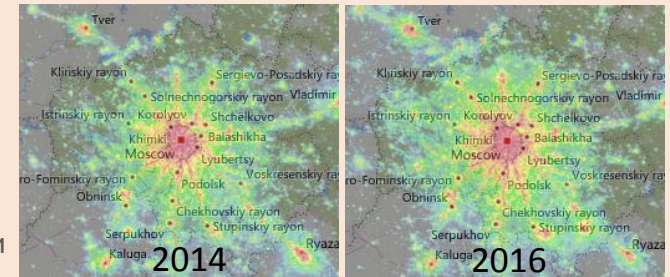 Tver
Klinskiy rayon
Sergievo-Posadskiy ra
Solnechnogorskiy rayon
Vladimir
Istrinskiy rayon
Korolyov
Shchelkovo
Khimki
Balashikha
Moscow
Lyubertsy
ro-Fominskiy rayon
Podolsk
Voskresenskiy ra
Obninsk
Chekhovskiy rayon
Serpukhov
Stupinskiy rayon
Kaluga
2014
Ryaza
и
Tver
Klinskiy rayon
Sergievo-Posadskiy ra
Solnechnogorskiy rayon
Vladimir
Istrinskiy rayon
Korolyov
Shchelkovo
Khimki
Balashikha
Moscow
Lyubertsy
ro-Fominskiy rayon
Podolsk
Voskresenskiy ra
Obninsk
Chekhovskiy rayon
Serpukhov
Stupinskiy rayon
Kaluga
2016
Ryaza